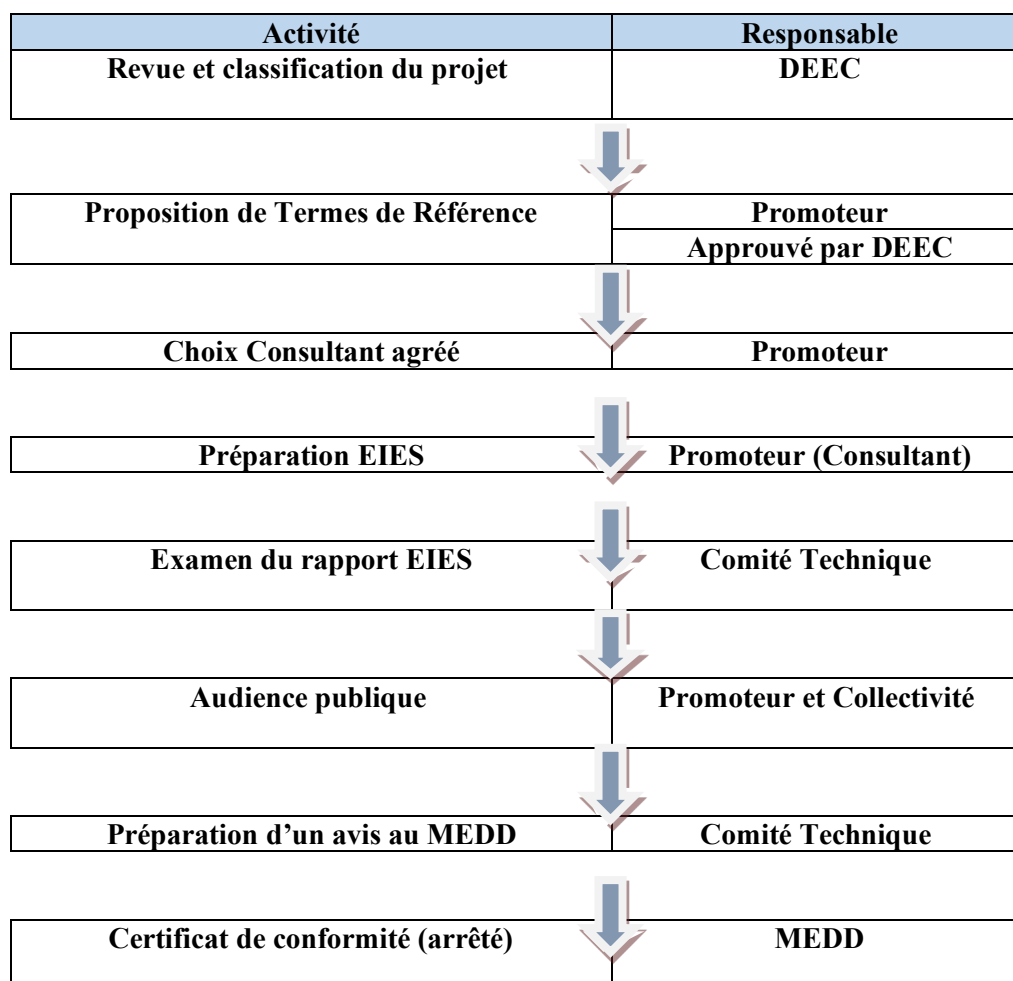 Activité Responsable
Revue et classification du projet DEEC
Proposition de Termes de Référence Promoteur
Approuvé par DEEC
Choix Consultant agréé Promoteur
Préparation EIES Promoteur (Consultant)
Examen du rapport EIES Comité Technique
Audience publique Promoteur et Collectivité
Préparation d’un avis au MEDD Comité Technique
Certificat de conformité (arrêté) MEDD